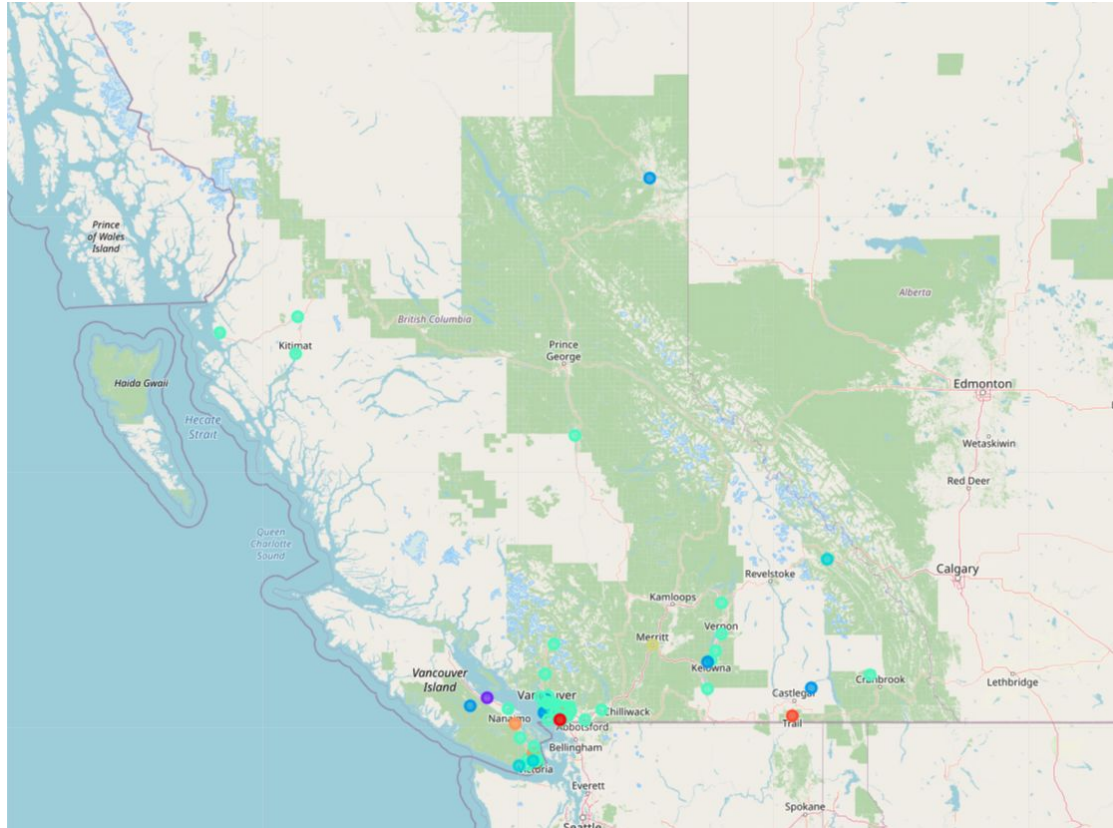 Prince
of Wales
Island
Alberta
British Columbia
Kitimat
Prince
George
Haida Gwaii
Edmonton
Hecate
Strait
Wetaskiwin
Red Deer
Queen
Charlotte
Sound
Calgary
Revelstoke
Kamloops
Vernon
Merritt
Kelowna
Vancouver
Island
Cranbrook
Lethbridge
Vancouver
Castlegar
Nanaimo
Chilliwack
Trail
Abbotsford
Bellingham
Victoria
Everett
Spokane
Seattle